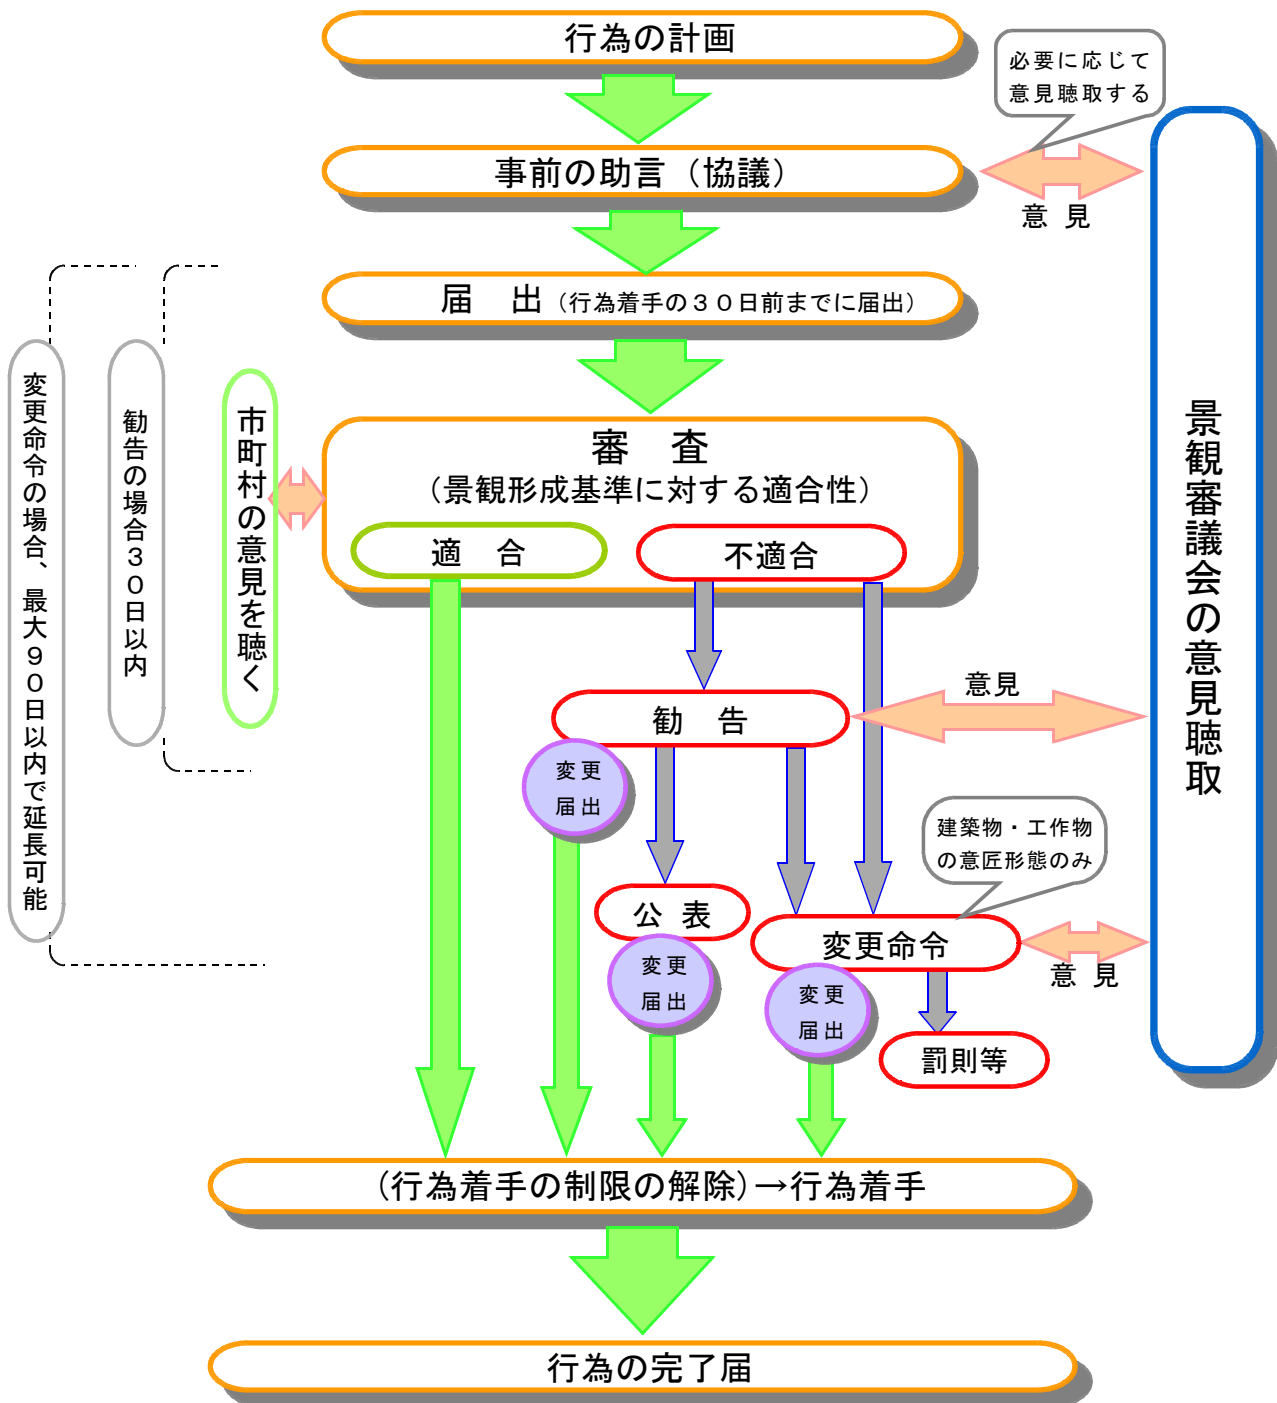 行為の計画
必要に応じて
意見聴取する
事前の助言（協議）
意 見
届　出（行為着手の３０日前までに届出）
審　査
（景観形成基準に対する適合性）
適　合
不適合
市町村の意見を聴く
勧告の場合３０日以内
変更命令の場合、最大９０日以内で延長可能
景観審議会の意見聴取
勧　告
意見
変更
届出
建築物・工作物
の意匠形態のみ
公 表
変更命令
意 見
変更
届出
変更
届出
罰則等
(行為着手の制限の解除)→行為着手
行為の完了届